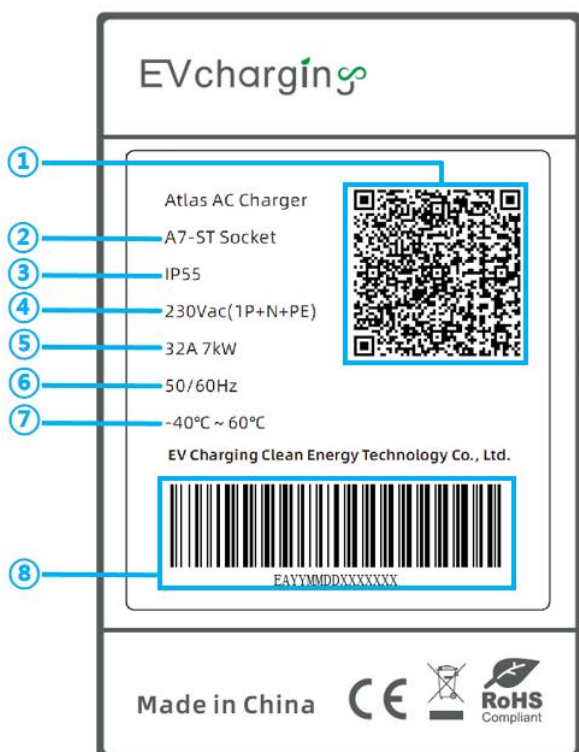 EVcharging
①
Atlas AC Charger
② A7-ST Socket
③ IP55
④ 230Vac(1P+N+PE)
⑤ 32A 7kW
⑥ 50/60Hz
⑦ -40℃ ~ 60℃
EV Charging Clean Energy Technology Co., Ltd.
⑧
EAYYMMDDXXXXXXX
Made in China CE RoHS
Compliant